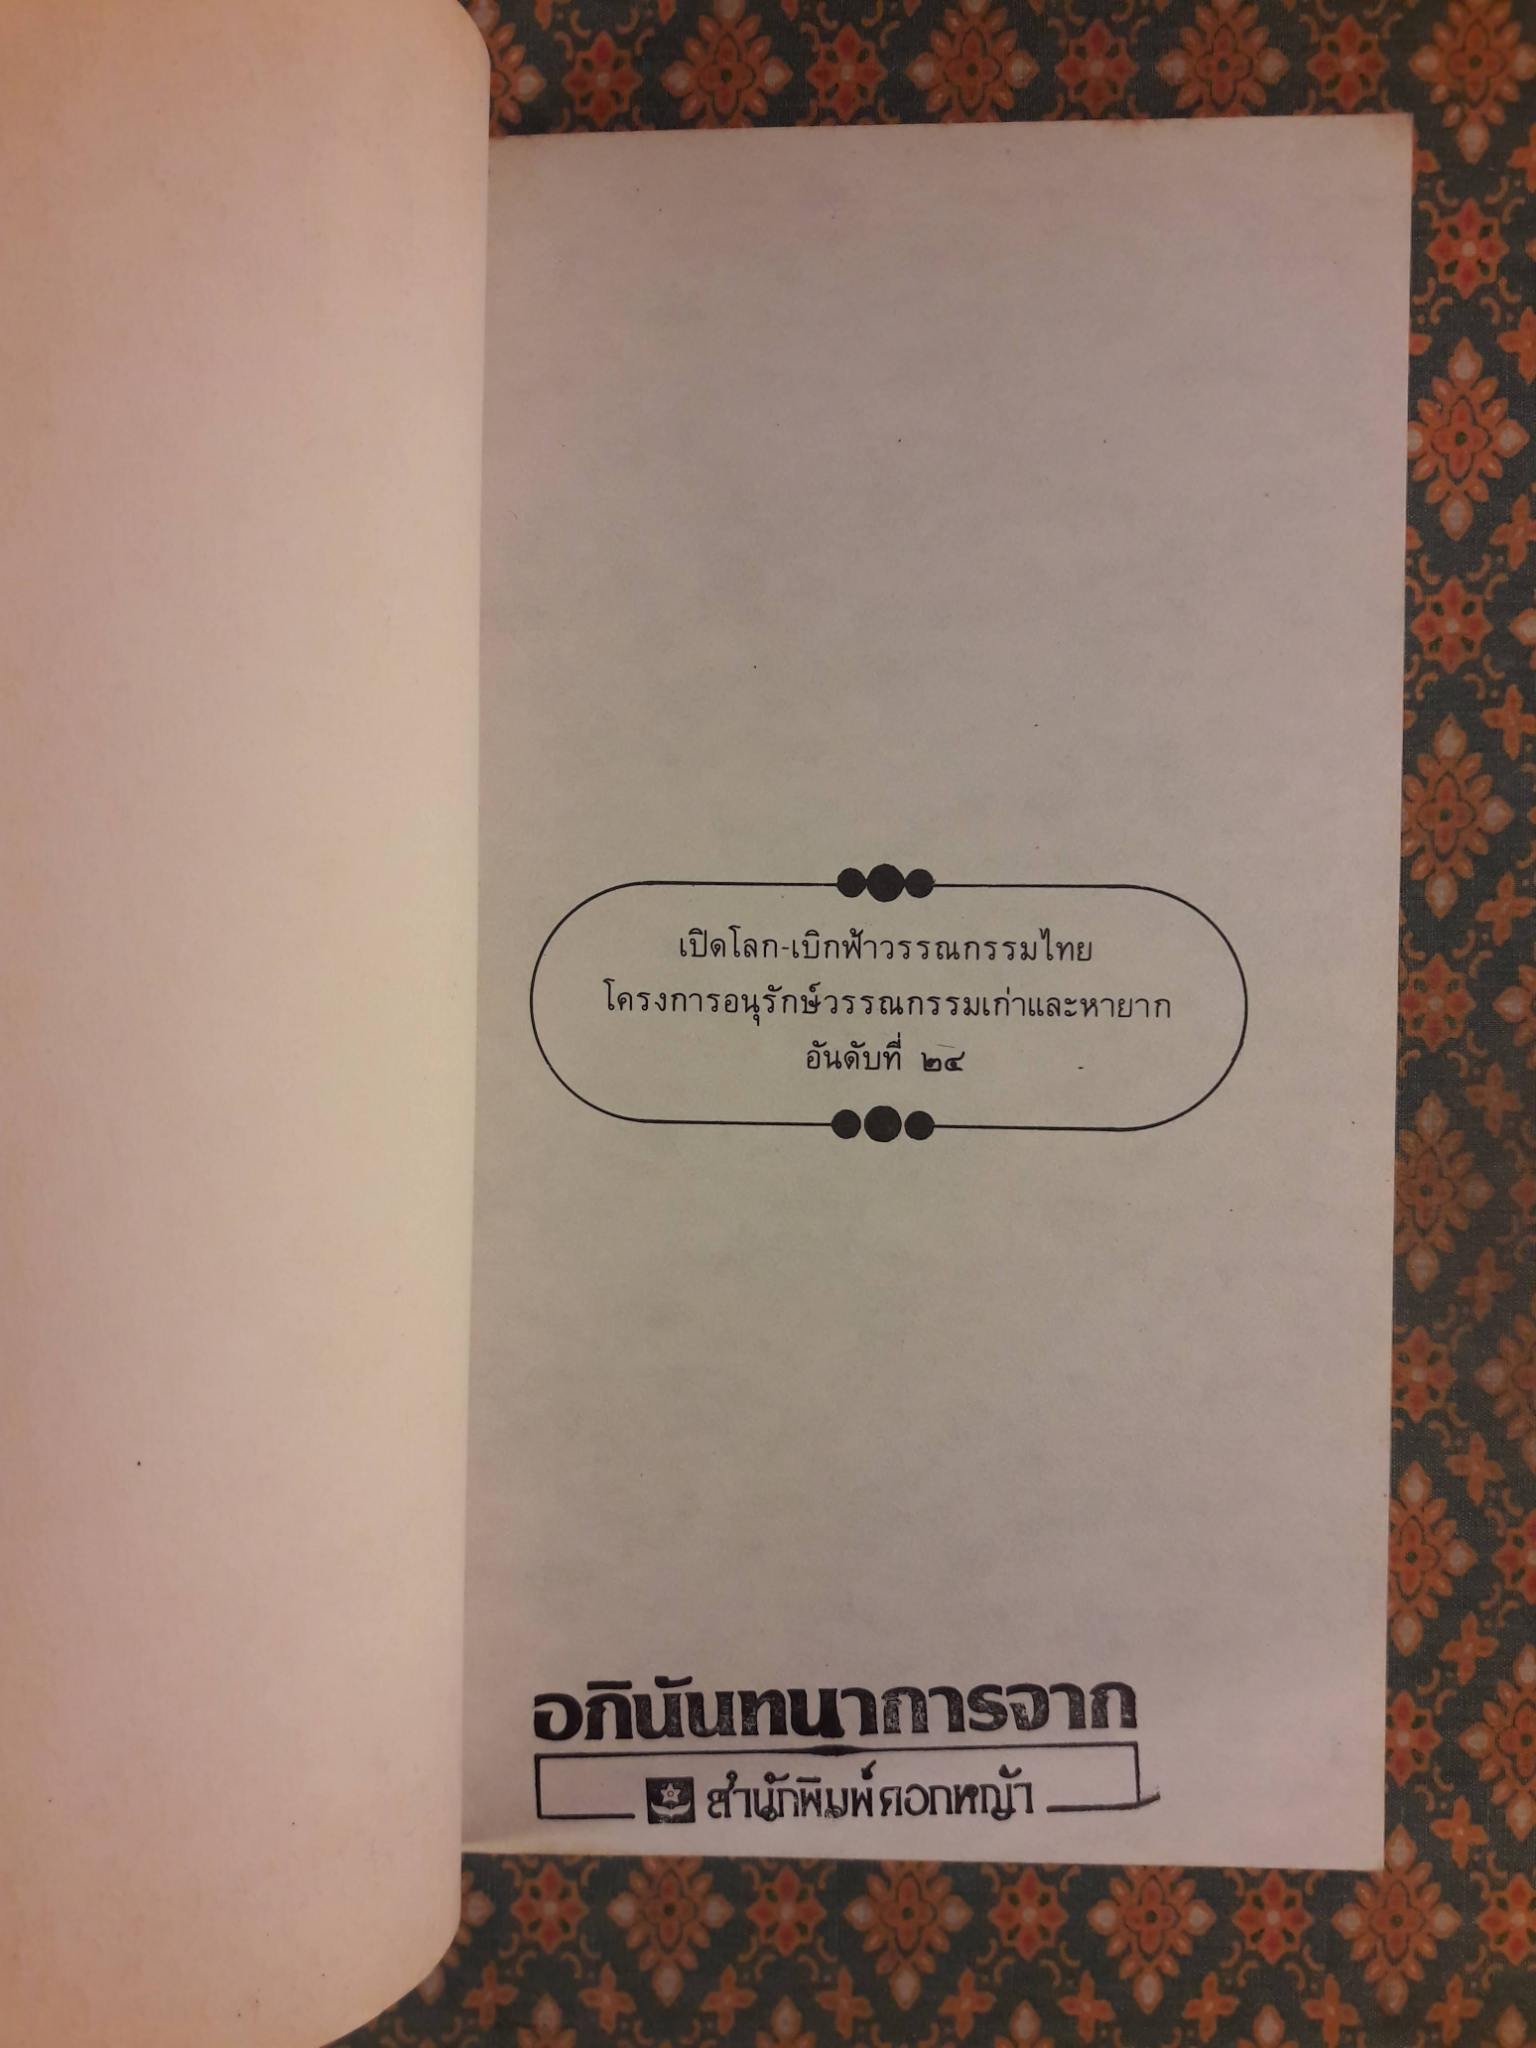 เปิดโลก-เบิกฟ้าวรรณกรรมไทย
โครงการอนุรักษ์วรรณกรรมเก่าและหายาก
อันดับที่ ๒๔
อภินันทนาการจาก
สำนักพิมพ์ดอกหญ้า